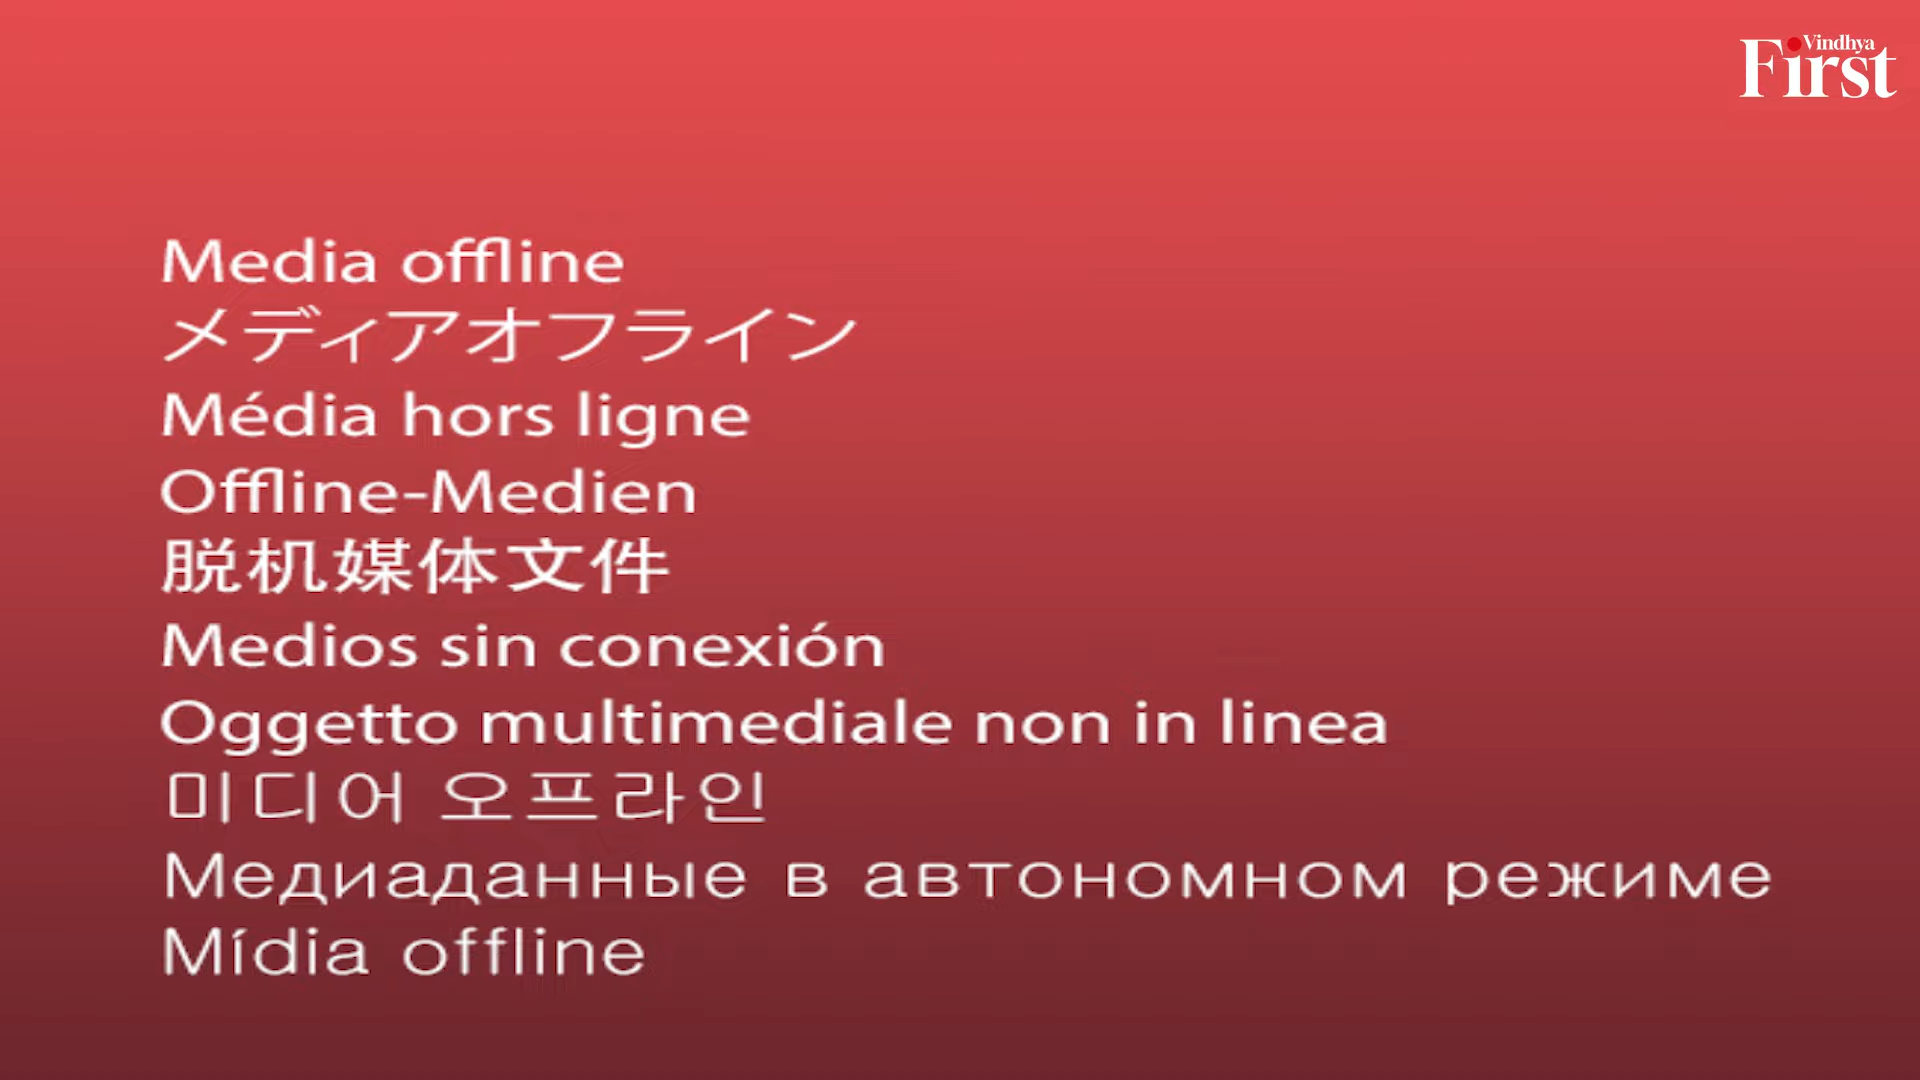 Vindhya
First
Media offline
メディアオフライン
Média hors ligne
Offline-Medien
脱机媒体文件
Medios sin conexión
Oggetto multimediale non in linea
미디어 오프라인
Медиаданные в автономном режиме
Mídia offline